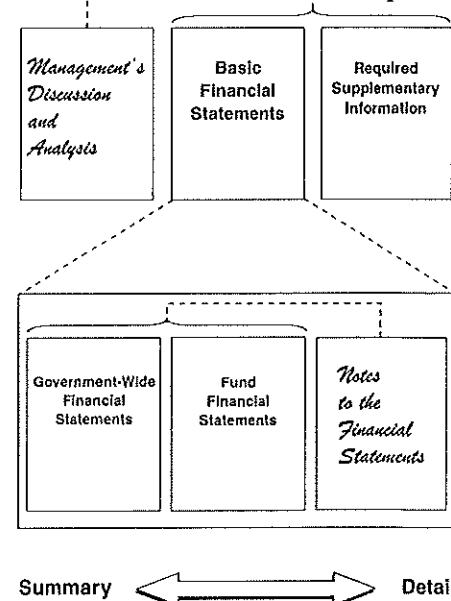 Management's
Discussion
and
Analysis
Basic
Financial
Statements
Required
Supplementary
Information
Government-Wide
Financial
Statements
Fund
Financial
Statements
Notes
to the
Financial
Statements
Summary
Detai